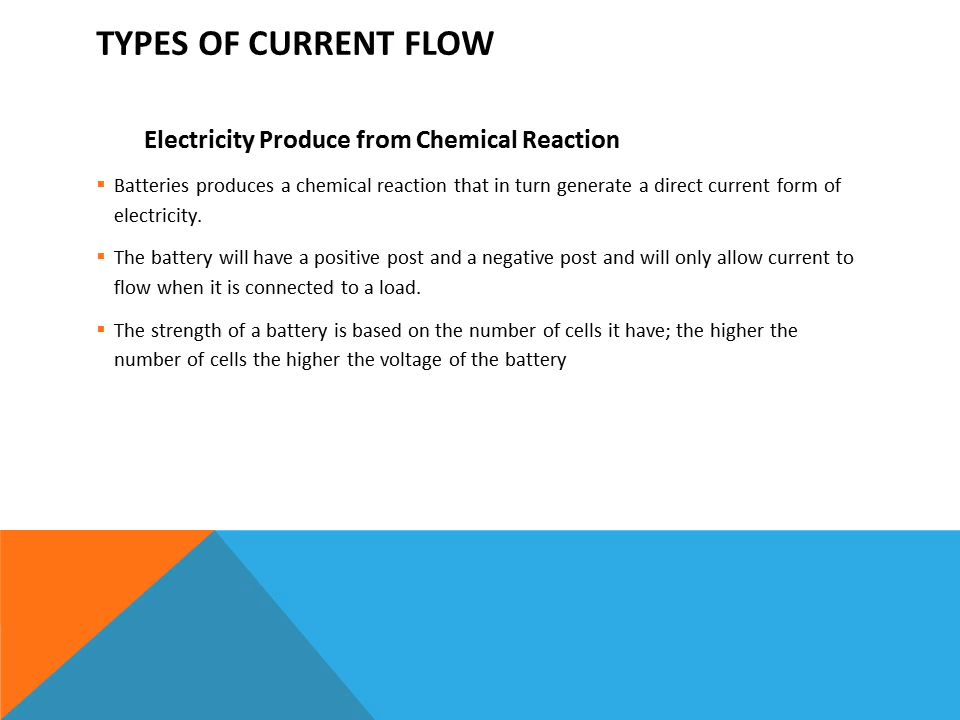 TYPES OF CURRENT FLOW
Electricity Produce from Chemical Reaction
▪ Batteries produces a chemical reaction that in turn generate a direct current form of
electricity.
▪ The battery will have a positive post and a negative post and will only allow current to
flow when it is connected to a load.
▪ The strength of a battery is based on the number of cells it have; the higher the
number of cells the higher the voltage of the battery